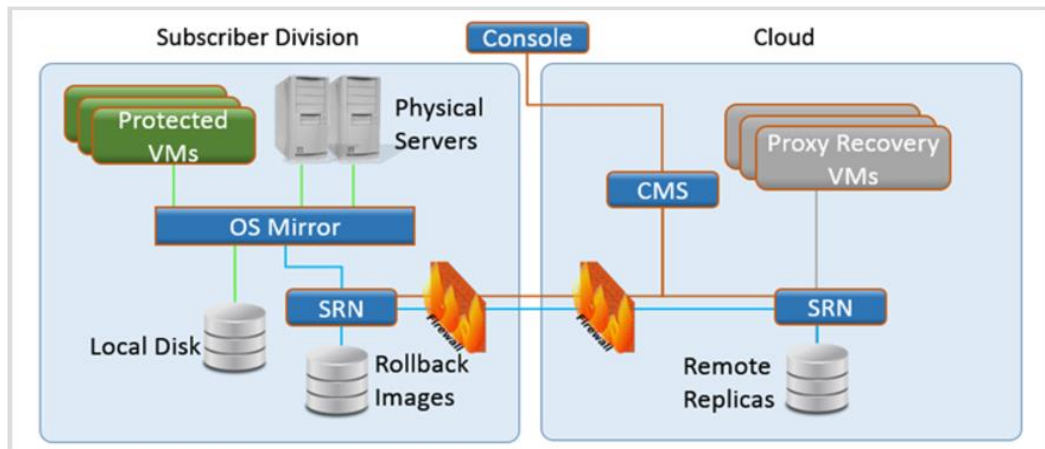 Subscriber Division
Console
Cloud
Protected
VMs
Physical
Servers
Proxy Recovery
VMs
CMS
OS Mirror
SRN
Firewall
Firewall
SRN
Local Disk
Rollback
Images
Remote
Replicas